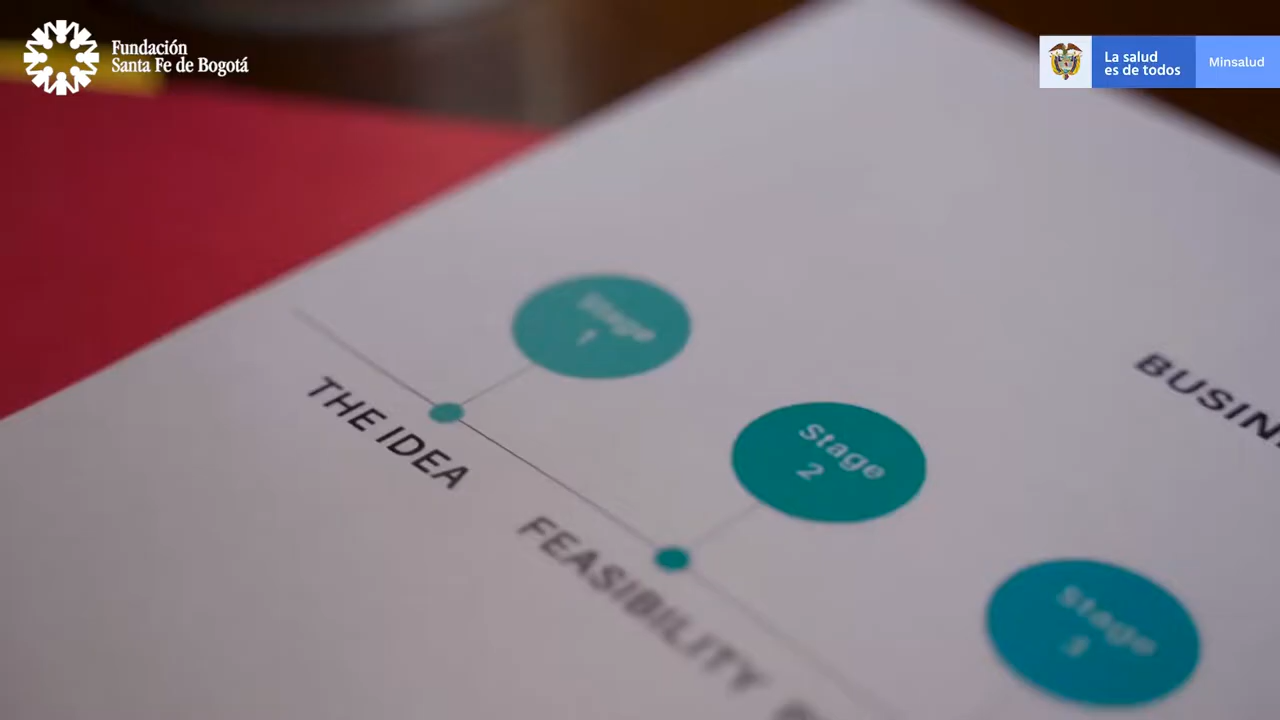 Fundación
Santa Fe de Bogotá
La salud
es de todos
Minsalud
Stage
1
THE IDEA
Stage
2
FEASIBILITY
Stage
3